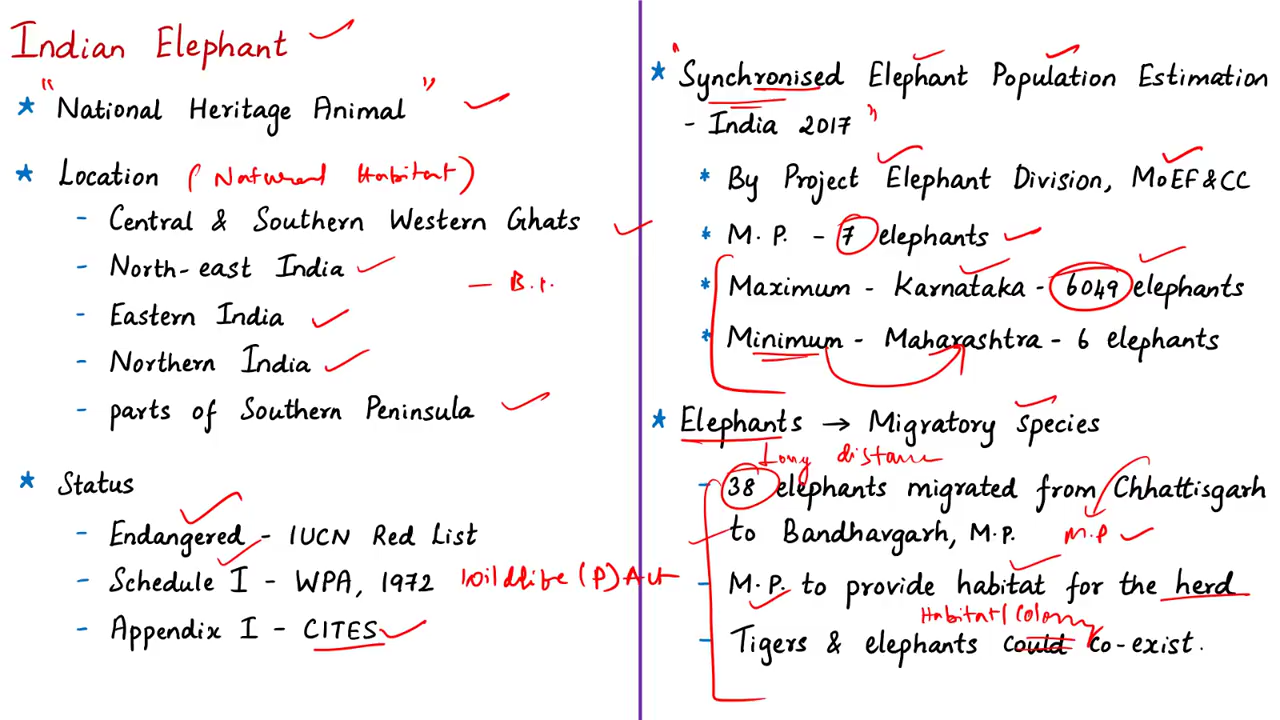 Indian Elephant
* "National Heritage Animal"
* Location (Natural Habitat)
- Central & Southern Western Ghats
- North-east India
- Eastern India
- Northern India
- parts of Southern Peninsula
* Status
- Endangered - IUCN Red List
- Schedule I - WPA, 1972 Wildlife (P) Act
- Appendix I - CITES
* "Synchronised Elephant Population Estimation
- India 2017"
* By Project Elephant Division, MoEF&CC
* M.P. - 7 elephants
* Maximum - Karnataka - 6049 elephants
* Minimum - Maharashtra - 6 elephants
* Elephants → Migratory species
Long distance
- 38 elephants migrated from Chhattisgarh
to Bandhavgarh, M.P. M.P
- M.P. to provide habitat for the herd
Habitat/Colony
- Tigers & elephants could co-exist.